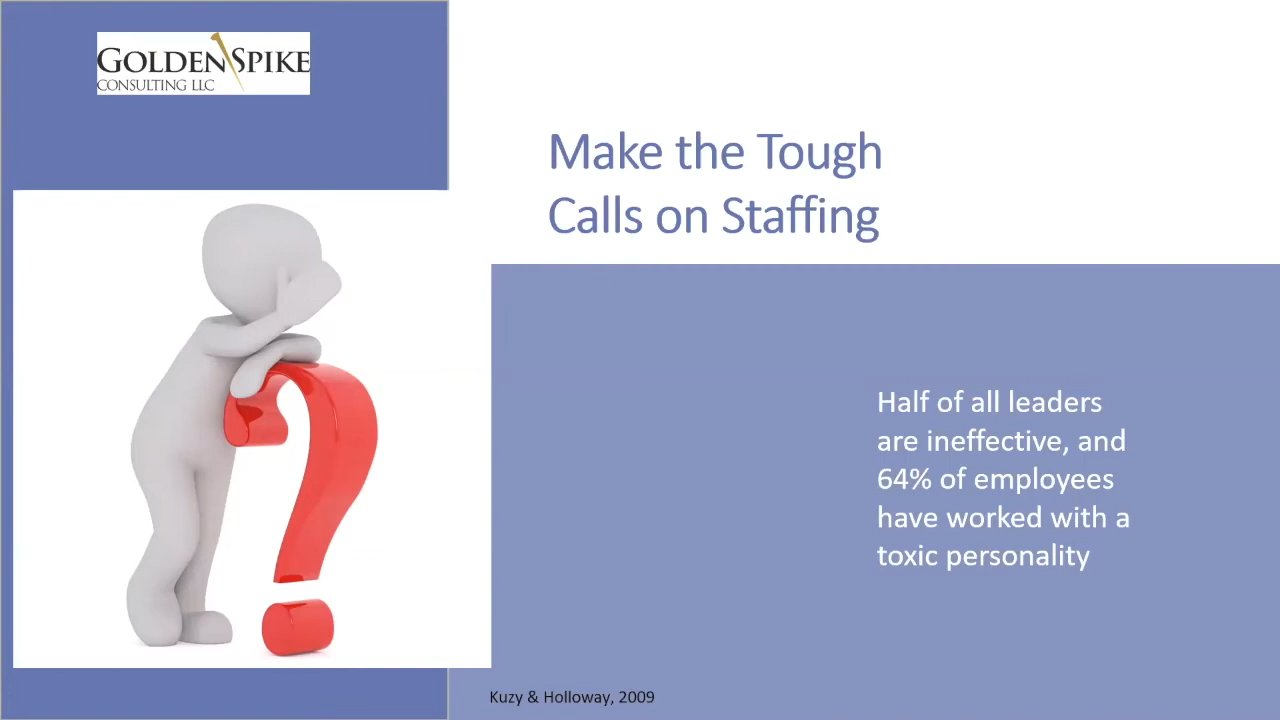 GOLDEN SPIKE
CONSULTING LLC
Make the Tough
Calls on Staffing
Half of all leaders
are ineffective, and
64% of employees
have worked with a
toxic personality
Kuzy & Holloway, 2009